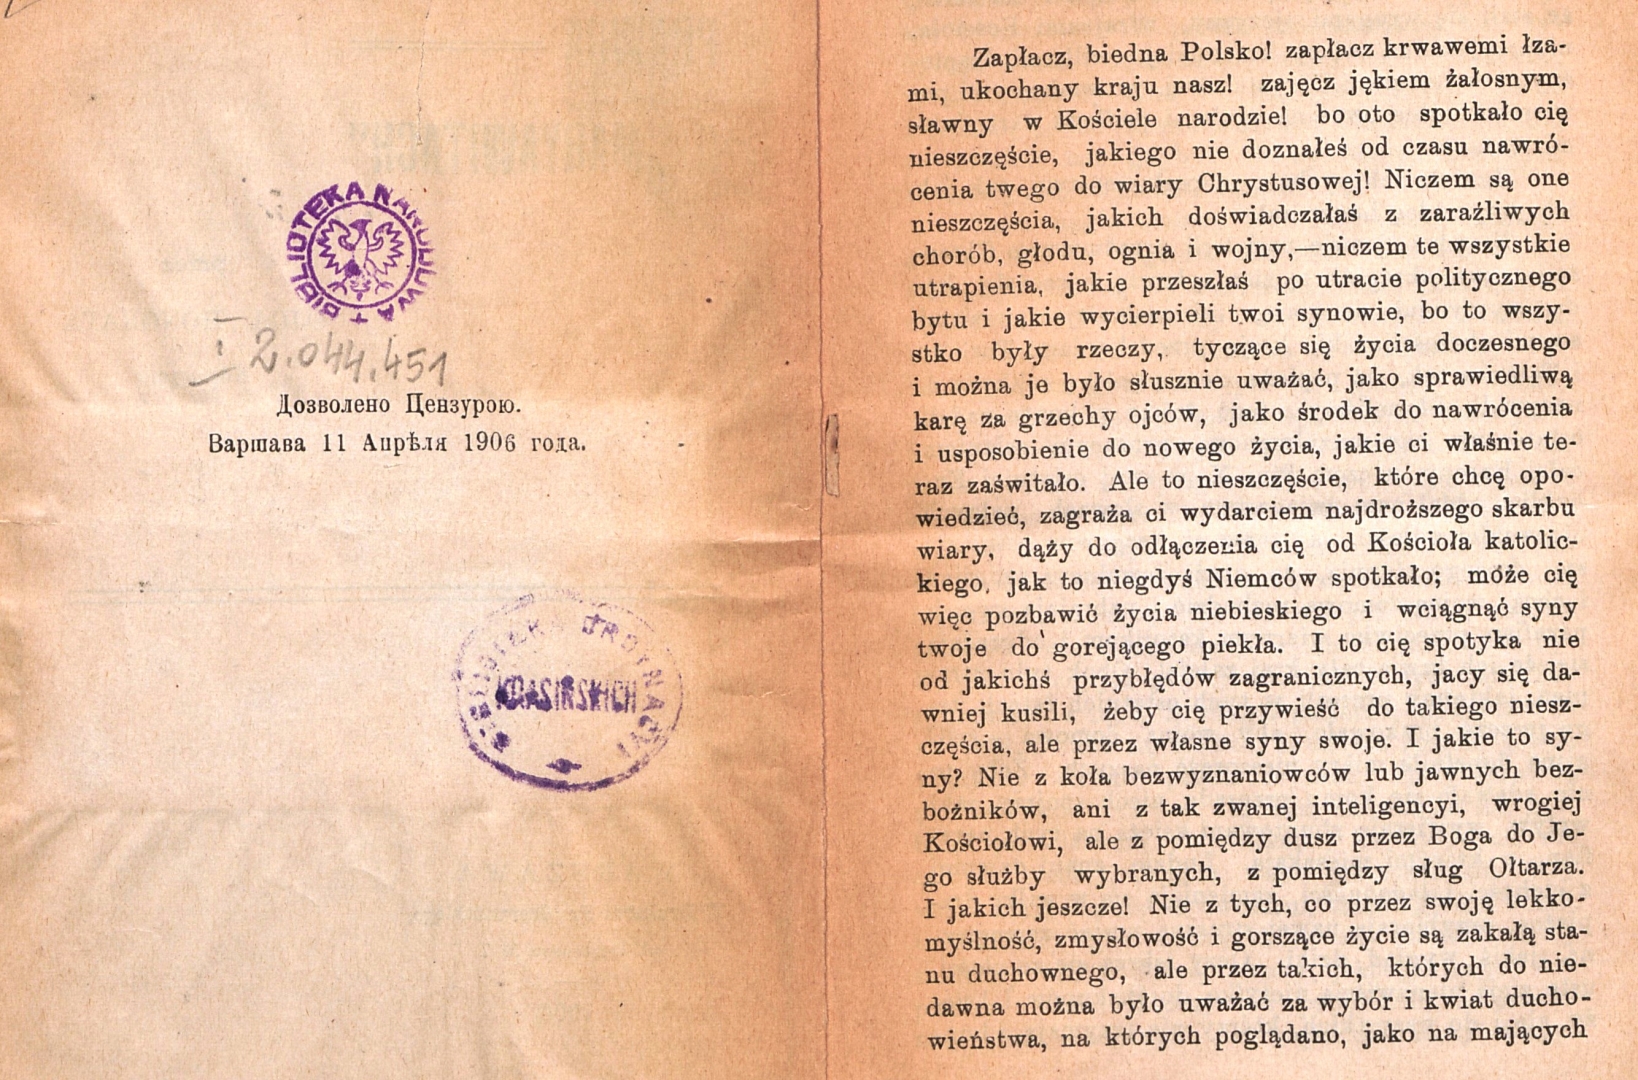 BIBLIOTEKA NARODOWA
I 2.044.451
Дозволено Цензурою.
Варшава 11 Апрѣля 1906 года.
BIBLIOTEKA ORDYNACYI
KRASIŃSKICH
Zapłacz, biedna Polsko! zapłacz krwawemi łza-
mi, ukochany kraju nasz! zajęcz jękiem żałosnym,
sławny w Kościele narodzie! bo oto spotkało cię
nieszczęście, jakiego nie doznałeś od czasu nawró-
cenia twego do wiary Chrystusowej! Niczem są one
nieszczęścia, jakich doświadczałaś z zaraźliwych
chorób, głodu, ognia i wojny,—niczem te wszystkie
utrapienia, jakie przeszłaś po utracie politycznego
bytu i jakie wycierpieli twoi synowie, bo to wszy-
stko były rzeczy, tyczące się życia doczesnego
i można je było słusznie uważać, jako sprawiedliwą
karę za grzechy ojców, jako środek do nawrócenia
i usposobienie do nowego życia, jakie ci właśnie te-
raz zaświtało. Ale to nieszczęście, które chcę opo-
wiedzieć, zagraża ci wydarciem najdroższego skarbu
wiary, dąży do odłączenia cię od Kościoła katolic-
kiego, jak to niegdyś Niemców spotkało; może cię
więc pozbawić życia niebieskiego i wciągnąć syny
twoje do gorejącego piekła. I to cię spotyka nie
od jakichś przybłędów zagranicznych, jacy się da-
wniej kusili, żeby cię przywieść do takiego niesz-
częścia, ale przez własne syny swoje. I jakie to sy-
ny? Nie z koła bezwyznaniowców lub jawnych bez-
bożników, ani z tak zwanej inteligencyi, wrogiej
Kościołowi, ale z pomiędzy dusz przez Boga do Je-
go służby wybranych, z pomiędzy sług Ołtarza.
I jakich jeszcze! Nie z tych, co przez swoję lekko-
myślność, zmysłowość i gorszące życie są zakałą sta-
nu duchownego, ale przez takich, których do nie-
dawna można było uważać za wybór i kwiat ducho-
wieństwa, na których poglądano, jako na mających